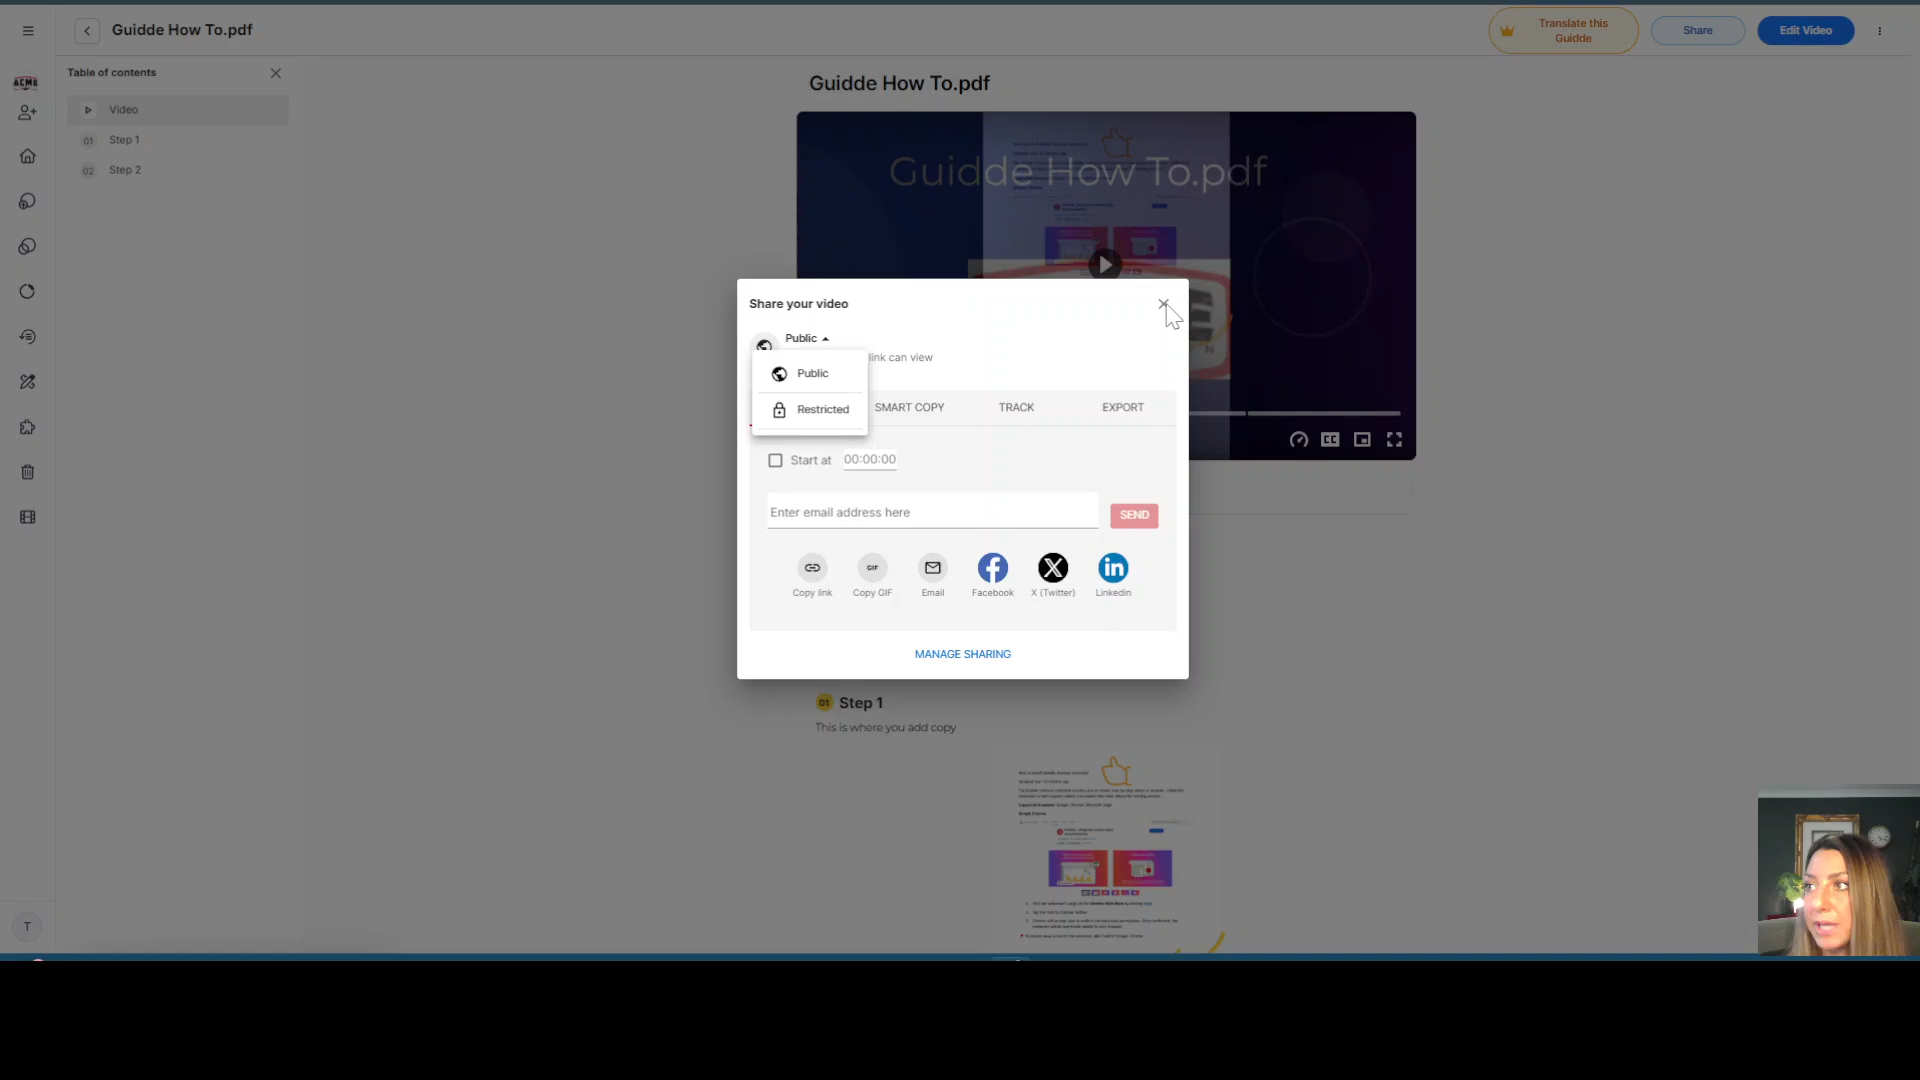 Guidde How To.pdf
Translate this
Guidde
Share
Edit Video
ACME
Table of contents
Video
01 Step 1
02 Step 2
T
Guidde How To.pdf
Guidde How To.pdf
CC
Share your video
Public
link can view
Public
Restricted
SMART COPY
TRACK
EXPORT
Start at 00:00:00
Enter email address here
SEND
GIF
Copy link
Copy GIF
Email
Facebook
X (Twitter)
Linkedin
MANAGE SHARING
01 Step 1
This is where you add copy